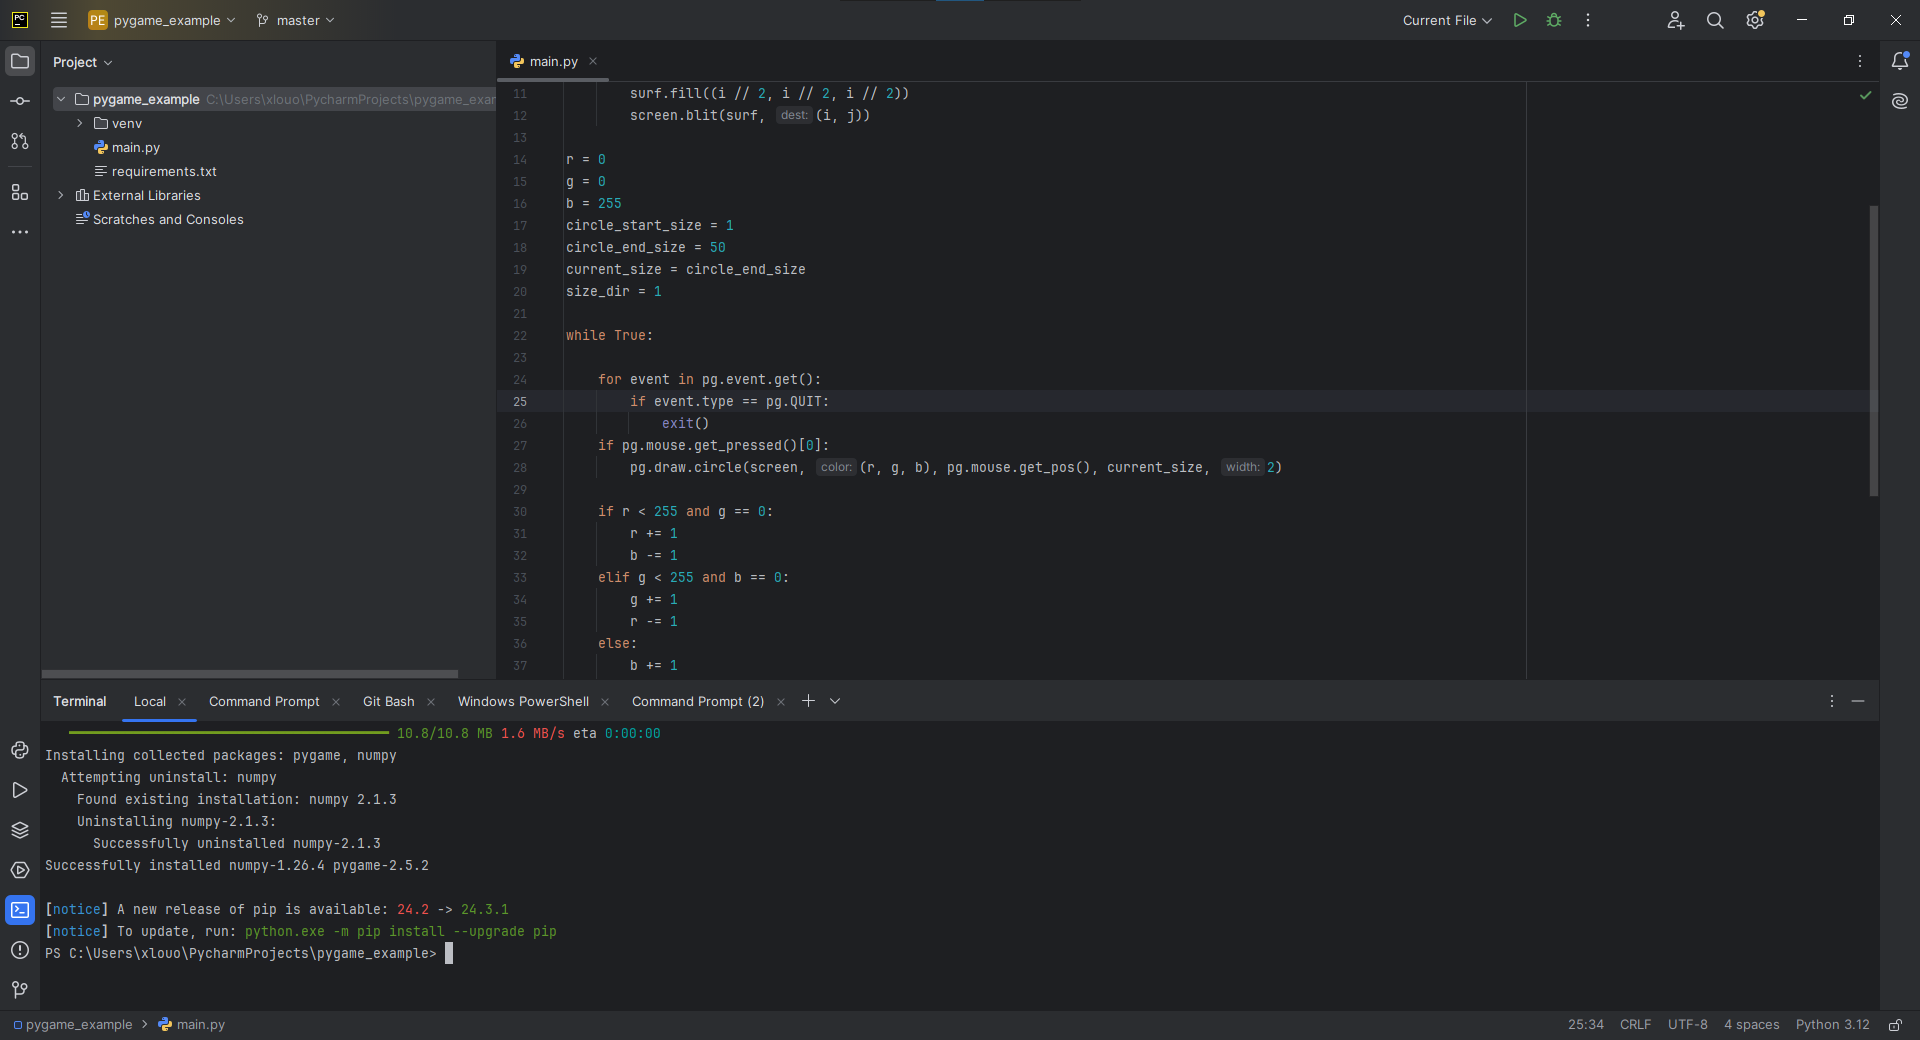 PC
PE pygame_example master Current File
Project
pygame_example C:\Users\xlouo\PycharmProjects\pygame_exar
venv
main.py
requirements.txt
External Libraries
Scratches and Consoles
main.py
11 surf.fill((i // 2, i // 2, i // 2))
12 screen.blit(surf, dest: (i, j))
13
14 r = 0
15 g = 0
16 b = 255
17 circle_start_size = 1
18 circle_end_size = 50
19 current_size = circle_end_size
20 size_dir = 1
21
22 while True:
23
24 for event in pg.event.get():
25 if event.type == pg.QUIT:
26 exit()
27 if pg.mouse.get_pressed()[0]:
28 pg.draw.circle(screen, color: (r, g, b), pg.mouse.get_pos(), current_size, width: 2)
29
30 if r < 255 and g == 0:
31 r += 1
32 b -= 1
33 elif g < 255 and b == 0:
34 g += 1
35 r -= 1
36 else:
37 b += 1
Terminal Local Command Prompt Git Bash Windows PowerShell Command Prompt (2)
10.8/10.8 MB 1.6 MB/s eta 0:00:00
Installing collected packages: pygame, numpy
Attempting uninstall: numpy
Found existing installation: numpy 2.1.3
Uninstalling numpy-2.1.3:
Successfully uninstalled numpy-2.1.3
Successfully installed numpy-1.26.4 pygame-2.5.2
[notice] A new release of pip is available: 24.2 -> 24.3.1
[notice] To update, run: python.exe -m pip install --upgrade pip
PS C:\Users\xlouo\PycharmProjects\pygame_example>
pygame_example > main.py 25:34 CRLF UTF-8 4 spaces Python 3.12